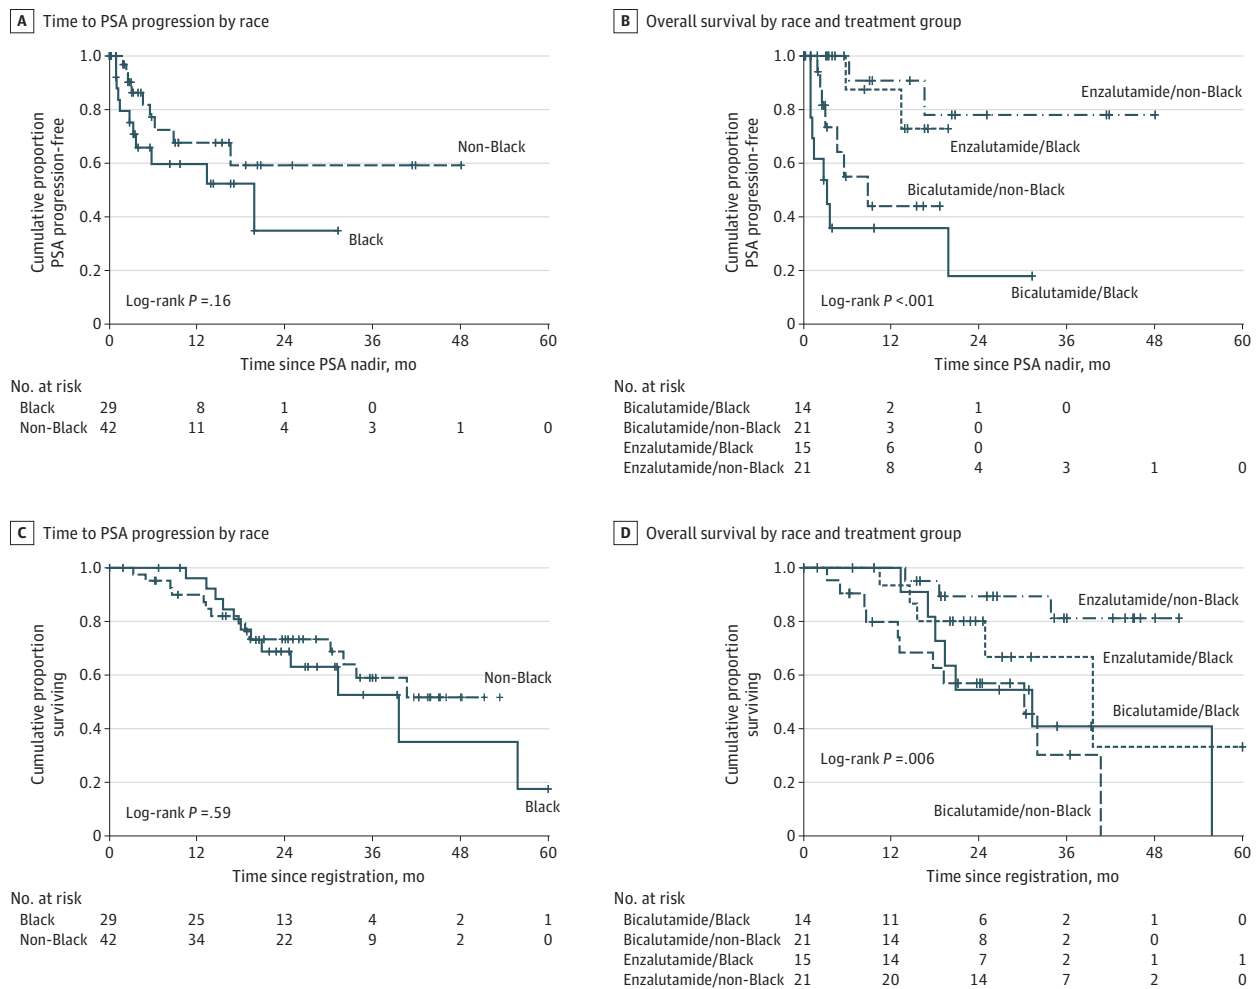 A Time to PSA progression by race
Cumulative proportion
PSA progression-free
1.0
0.8
0.6
0.4
0.2
0
Non-Black
Black
Log-rank P =.16
0 12 24 36 48 60
Time since PSA nadir, mo
No. at risk
Black 29 8 1 0
Non-Black 42 11 4 3 1 0
B Overall survival by race and treatment group
Cumulative proportion
PSA progression-free
1.0
0.8
0.6
0.4
0.2
0
Enzalutamide/non-Black
Enzalutamide/Black
Bicalutamide/non-Black
Bicalutamide/Black
Log-rank P <.001
0 12 24 36 48 60
Time since PSA nadir, mo
No. at risk
Bicalutamide/Black 14 2 1 0
Bicalutamide/non-Black 21 3 0
Enzalutamide/Black 15 6 0
Enzalutamide/non-Black 21 8 4 3 1 0
C Time to PSA progression by race
Cumulative proportion
surviving
1.0
0.8
0.6
0.4
0.2
0
Non-Black
Black
Log-rank P =.59
0 12 24 36 48 60
Time since registration, mo
No. at risk
Black 29 25 13 4 2 1
Non-Black 42 34 22 9 2 0
D Overall survival by race and treatment group
Cumulative proportion
surviving
1.0
0.8
0.6
0.4
0.2
0
Enzalutamide/non-Black
Enzalutamide/Black
Bicalutamide/Black
Log-rank P =.006
Bicalutamide/non-Black
0 12 24 36 48 60
Time since registration, mo
No. at risk
Bicalutamide/Black 14 11 6 2 1 0
Bicalutamide/non-Black 21 14 8 2 0
Enzalutamide/Black 15 14 7 2 1 1
Enzalutamide/non-Black 21 20 14 7 2 0